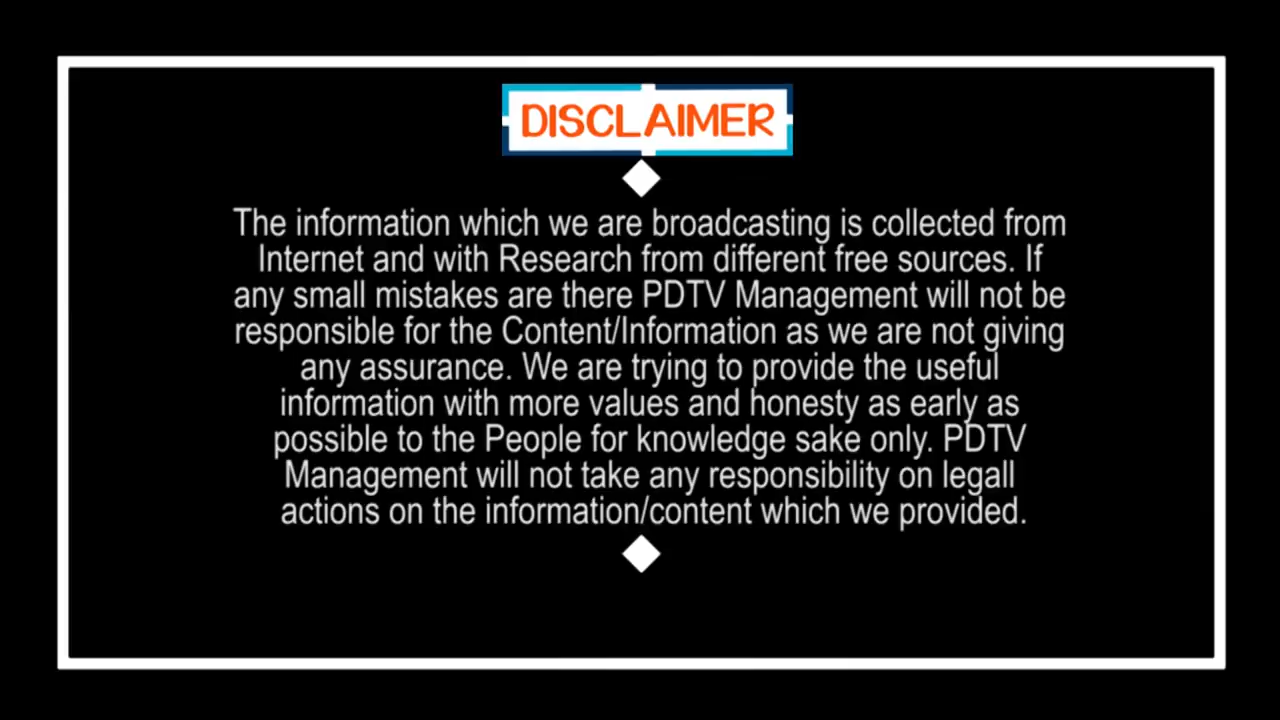 DISCLAIMER
The information which we are broadcasting is collected from
Internet and with Research from different free sources. If
any small mistakes are there PDTV Management will not be
responsible for the Content/Information as we are not giving
any assurance. We are trying to provide the useful
information with more values and honesty as early as
possible to the People for knowledge sake only. PDTV
Management will not take any responsibility on legall
actions on the information/content which we provided.